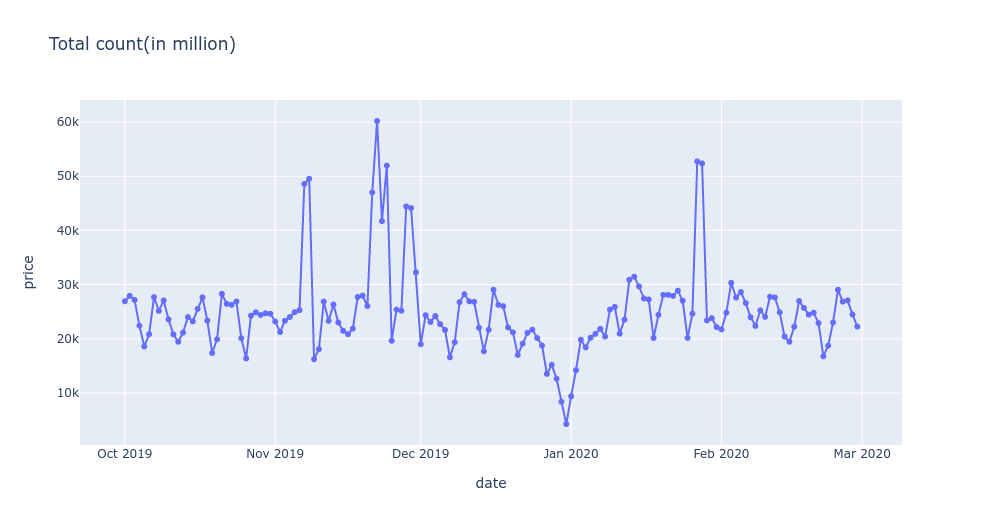 Total count(in million)
60k
50k
40k
30k
20k
10k
price
Oct 2019
Nov 2019
Dec 2019
Jan 2020
Feb 2020
Mar 2020
date